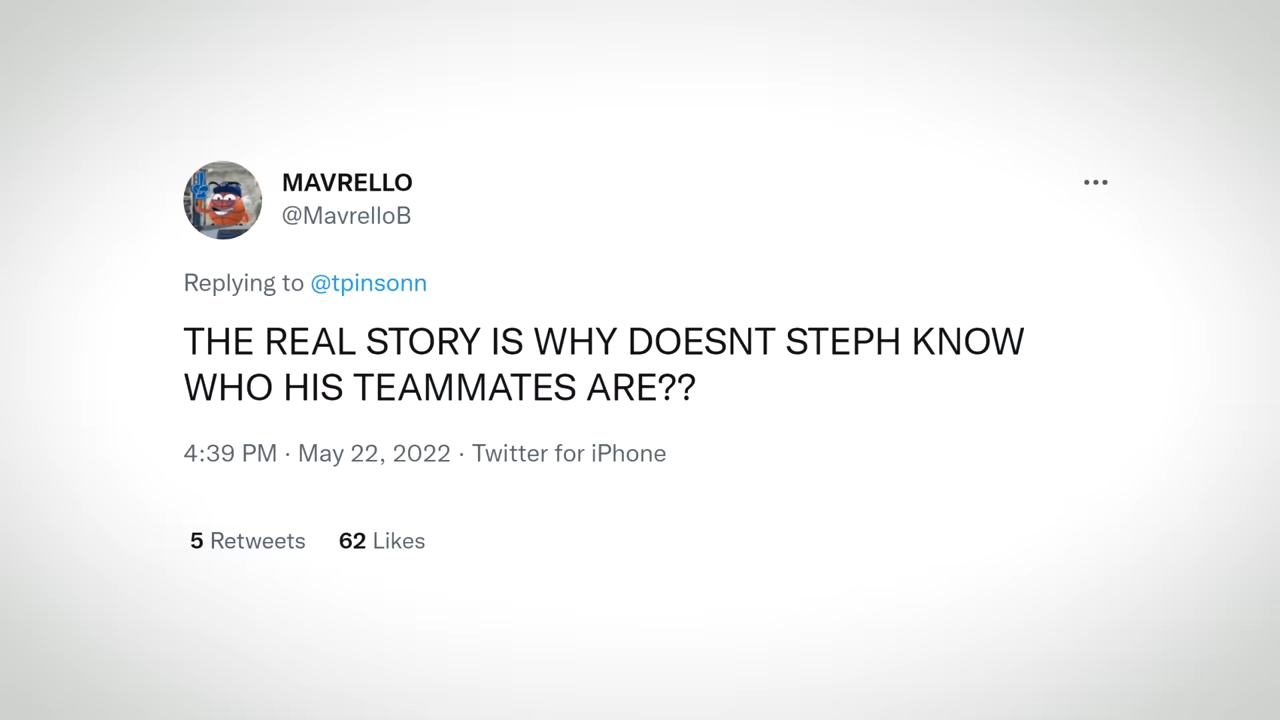 MAVRELLO
@MavrelloB
Replying to @tpinsonn
THE REAL STORY IS WHY DOESNT STEPH KNOW
WHO HIS TEAMMATES ARE??
4:39 PM · May 22, 2022 · Twitter for iPhone
5 Retweets 62 Likes